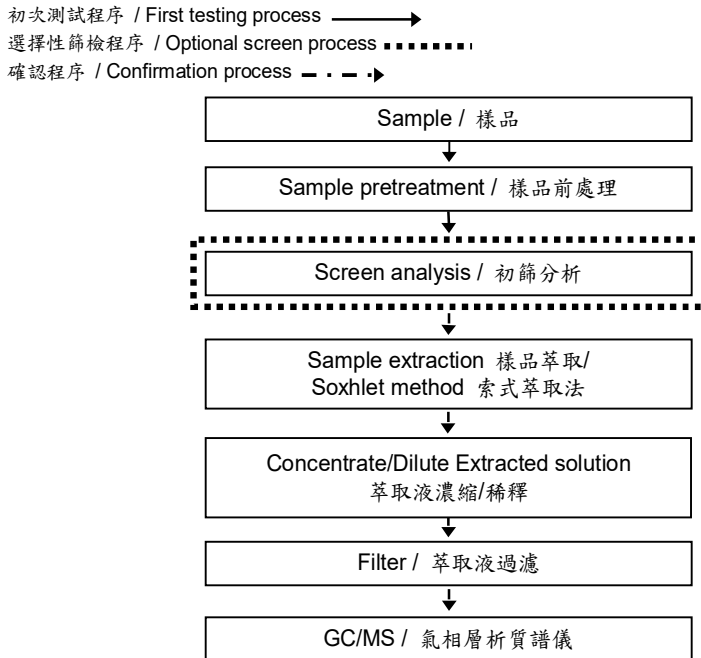 初次測試程序 / First testing process
選擇性篩檢程序 / Optional screen process
確認程序 / Confirmation process
Sample / 樣品
Sample pretreatment / 樣品前處理
Screen analysis / 初篩分析
Sample extraction 樣品萃取/
Soxhlet method 索式萃取法
Concentrate/Dilute Extracted solution
萃取液濃縮/稀釋
Filter / 萃取液過濾
GC/MS / 氣相層析質譜儀